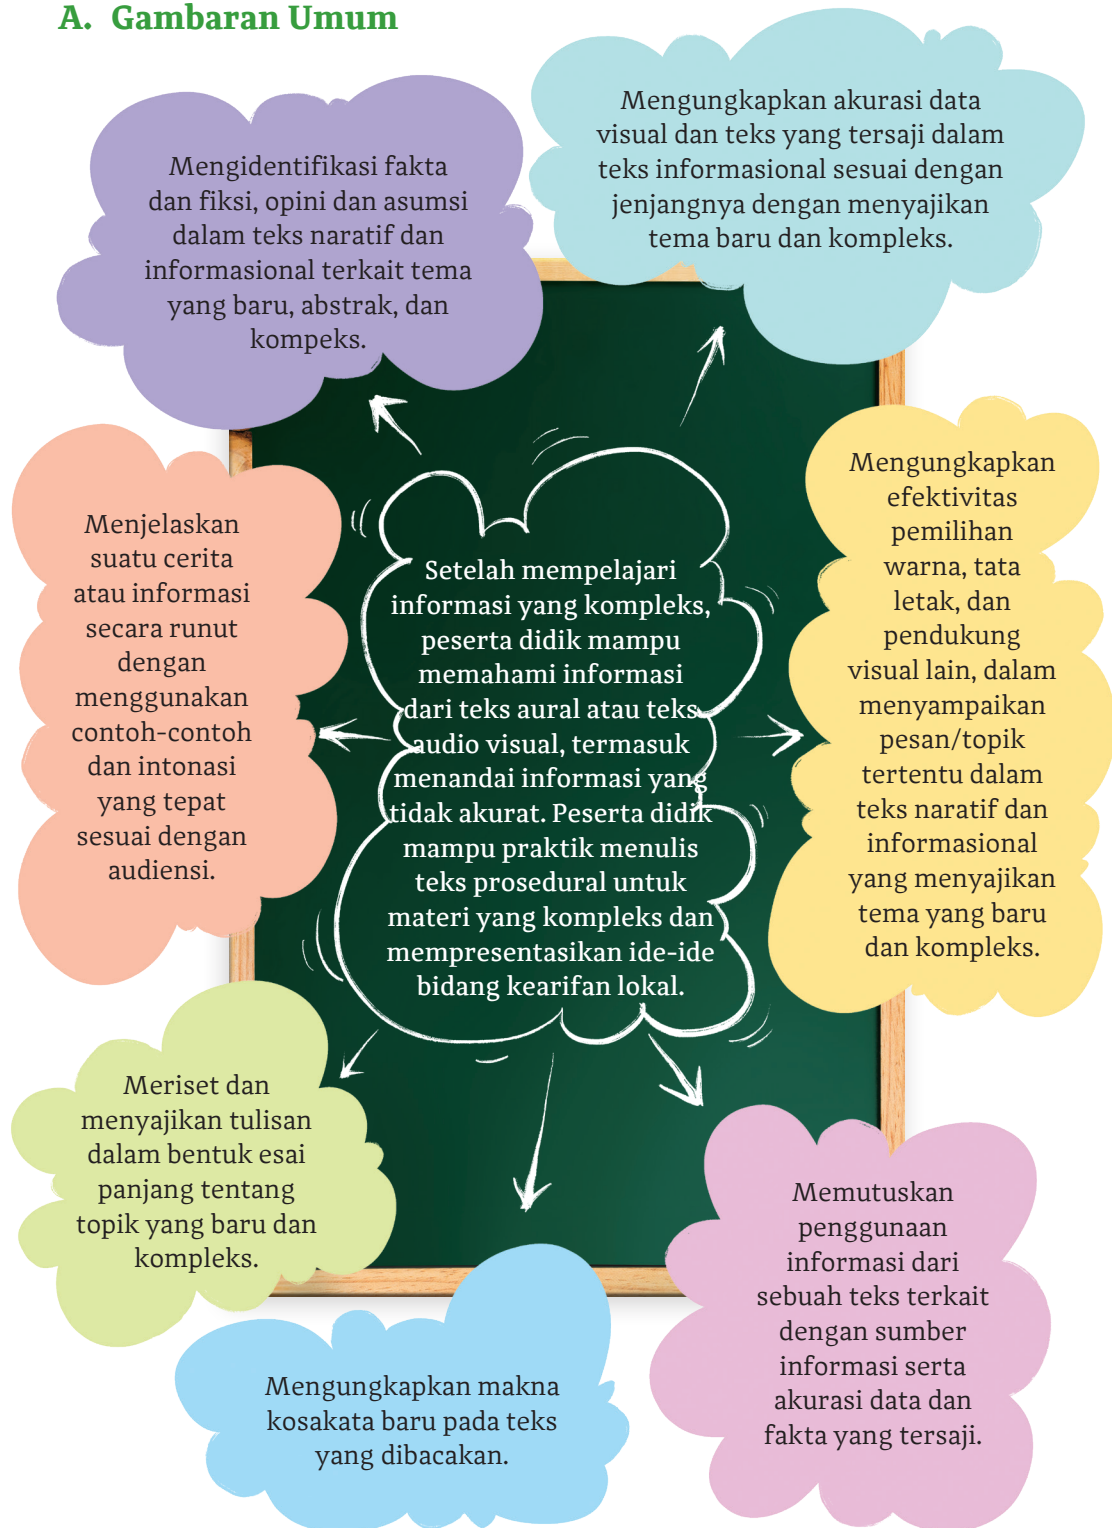 A. Gambaran Umum
Mengidentifikasi fakta
dan fiksi, opini dan asumsi
dalam teks naratif dan
informasional terkait tema
yang baru, abstrak, dan
kompeks.
Mengungkapkan akurasi data
visual dan teks yang tersaji dalam
teks informasional sesuai dengan
jenjangnya dengan menyajikan
tema baru dan kompleks.
Menjelaskan
suatu cerita
atau informasi
secara runut
dengan
menggunakan
contoh-contoh
dan intonasi
yang tepat
sesuai dengan
audiensi.
Setelah mempelajari
informasi yang kompleks,
peserta didik mampu
memahami informasi
dari teks aural atau teks
audio visual, termasuk
menandai informasi yang
tidak akurat. Peserta didik
mampu praktik menulis
teks prosedural untuk
materi yang kompleks dan
mempresentasikan ide-ide
bidang kearifan lokal.
Mengungkapkan
efektivitas
pemilihan
warna, tata
letak, dan
pendukung
visual lain, dalam
menyampaikan
pesan/topik
tertentu dalam
teks naratif dan
informasional
yang menyajikan
tema yang baru
dan kompleks.
Meriset dan
menyajikan tulisan
dalam bentuk esai
panjang tentang
topik yang baru dan
kompleks.
Mengungkapkan makna
kosakata baru pada teks
yang dibacakan.
Memutuskan
penggunaan
informasi dari
sebuah teks terkait
dengan sumber
informasi serta
akurasi data dan
fakta yang tersaji.